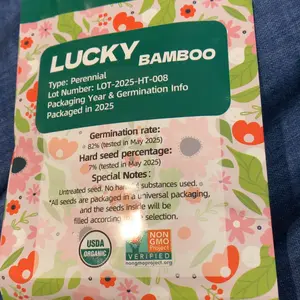 LUCKY BAMBOO
Type: Perennial
Lot Number: LOT-2025-HT-008
Packaging Year & Germination Info
Packaged in 2025
Germination rate:
≈ 82% (tested in May 2025)
Hard seed percentage:
7% (tested in May 2025)
Special Notes:
Untreated seed. No harmful substances used.
*All seeds are packaged in a universal packaging,
and the seeds inside will be
filled according to your selection.
USDA
ORGANIC
NON
GMO
Project
VERIFIED
nongmoproject.org